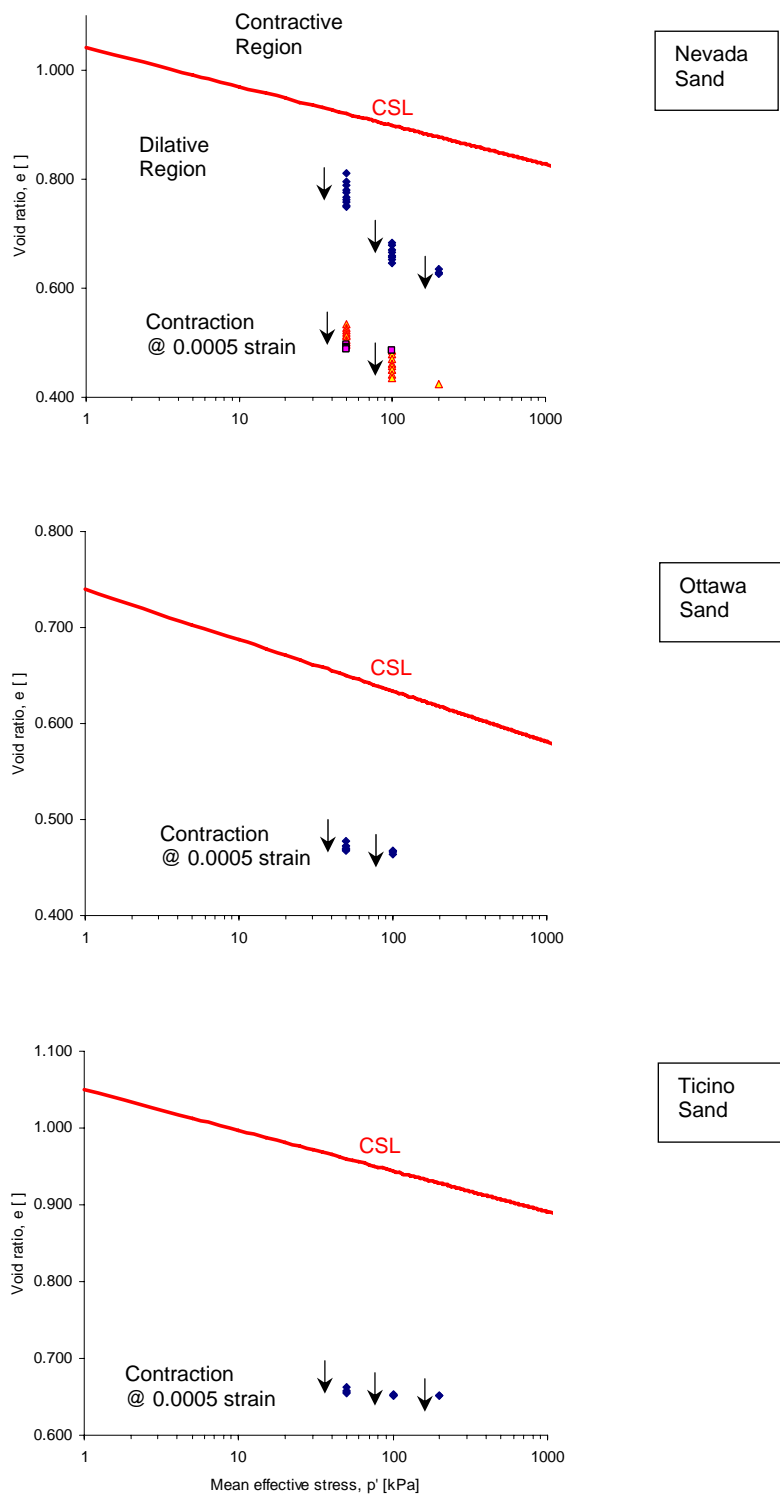 Contractive
Region
Nevada
Sand
1.000
CSL
Dilative
Region
0.800
Void ratio, e [ ]
0.600
Contraction
@ 0.0005 strain
0.400
1
10
100
1000
0.800
Ottawa
Sand
0.700
CSL
Void ratio, e [ ]
0.600
0.500
Contraction
@ 0.0005 strain
0.400
1
10
100
1000
1.100
Ticino
Sand
1.000
CSL
0.900
Void ratio, e [ ]
0.800
0.700
Contraction
@ 0.0005 strain
0.600
1
10
100
1000
Mean effective stress, p' [kPa]